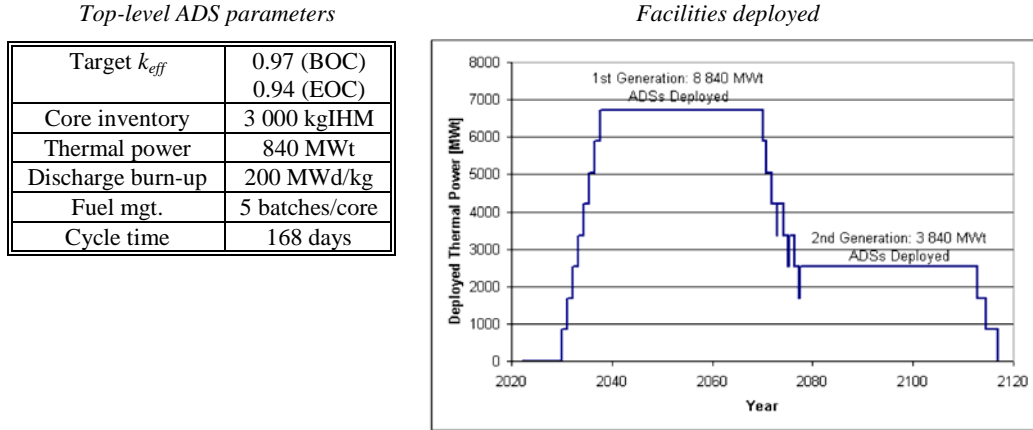 Top-level ADS parameters
Facilities deployed
Target keff
0.97 (BOC)
0.94 (EOC)
Core inventory
3 000 kgIHM
Thermal power
840 MWt
Discharge burn-up
200 MWd/kg
Fuel mgt.
5 batches/core
Cycle time
168 days
8000
7000
6000
5000
4000
3000
2000
1000
0
Deployed Thermal Power [MWt]
1st Generation: 8 840 MWt
ADSs Deployed
2nd Generation: 3 840 MWt
ADSs Deployed
2020
2040
2060
2080
2100
2120
Year